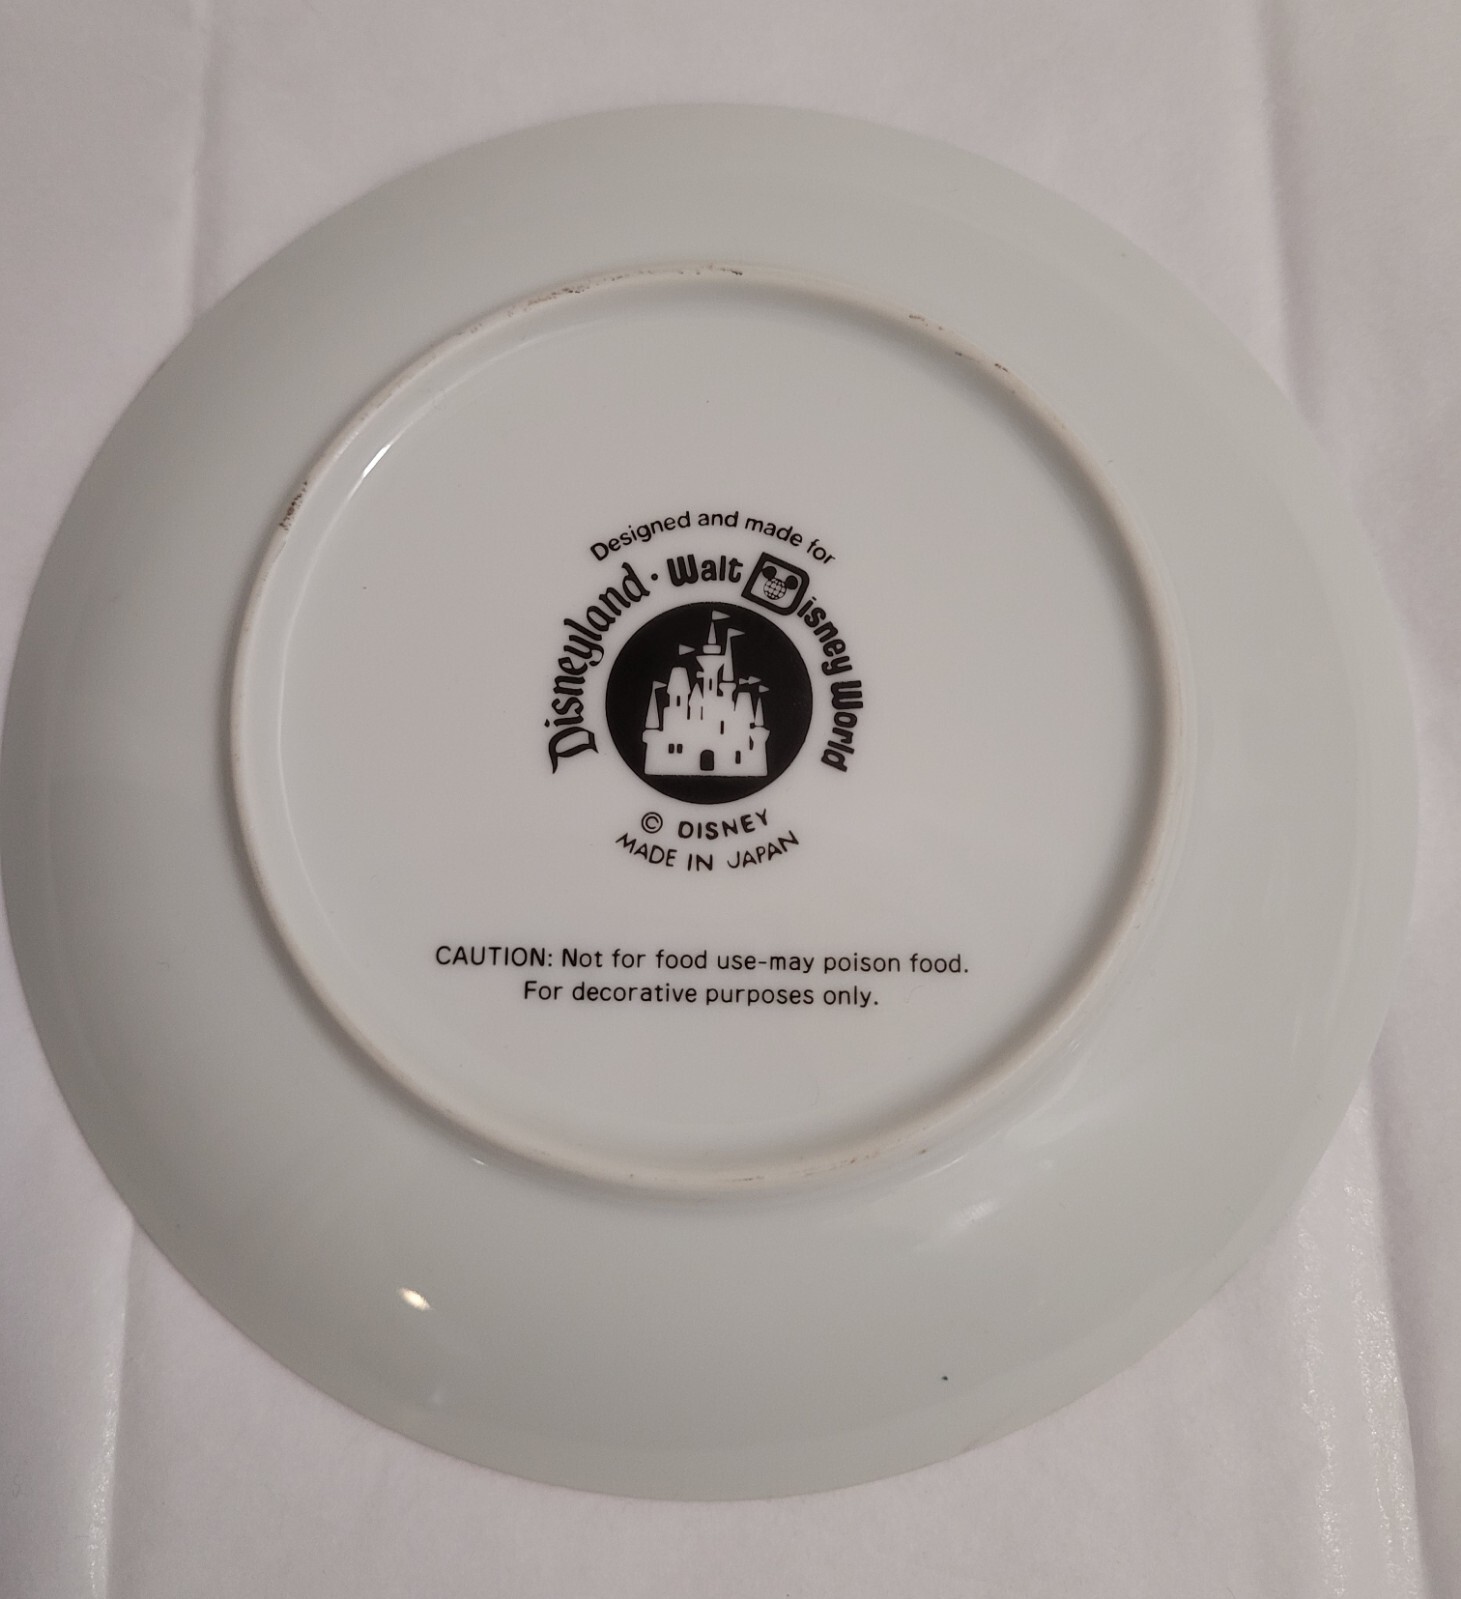 Designed and made for
Disneyland · Walt Disney World
© DISNEY
MADE IN JAPAN
CAUTION: Not for food use-may poison food.
For decorative purposes only.